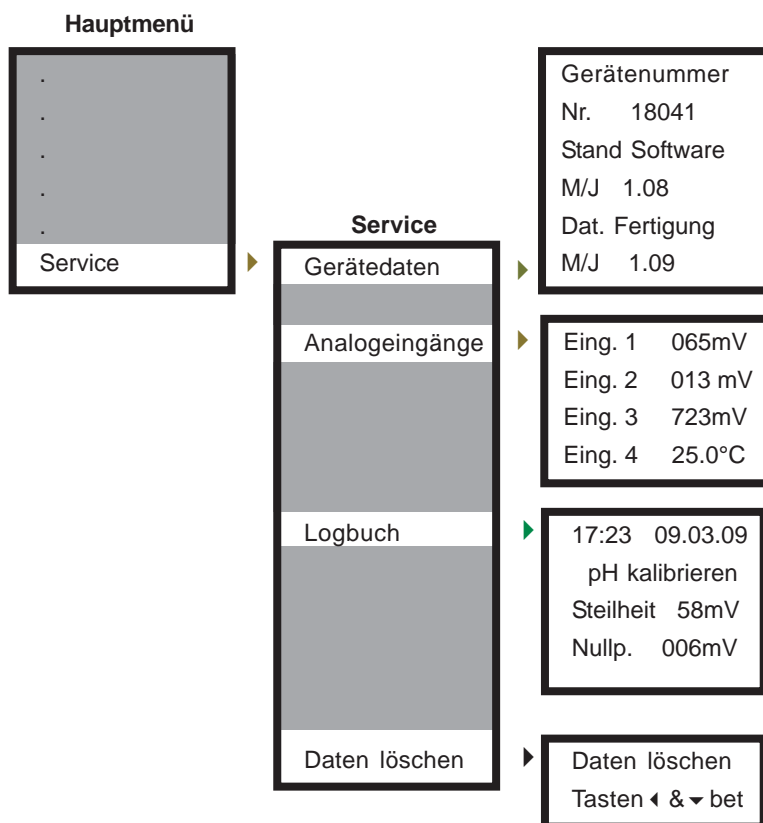 Hauptmenü
.
.
.
.
.
Service
Service
Gerätedaten
Analogeingänge
Logbuch
Daten löschen
Gerätenummer
Nr. 18041
Stand Software
M/J 1.08
Dat. Fertigung
M/J 1.09
Eing. 1 065mV
Eing. 2 013 mV
Eing. 3 723mV
Eing. 4 25.0°C
17:23 09.03.09
pH kalibrieren
Steilheit 58mV
Nullp. 006mV
Daten löschen
Tasten ◂ & ▾ bet